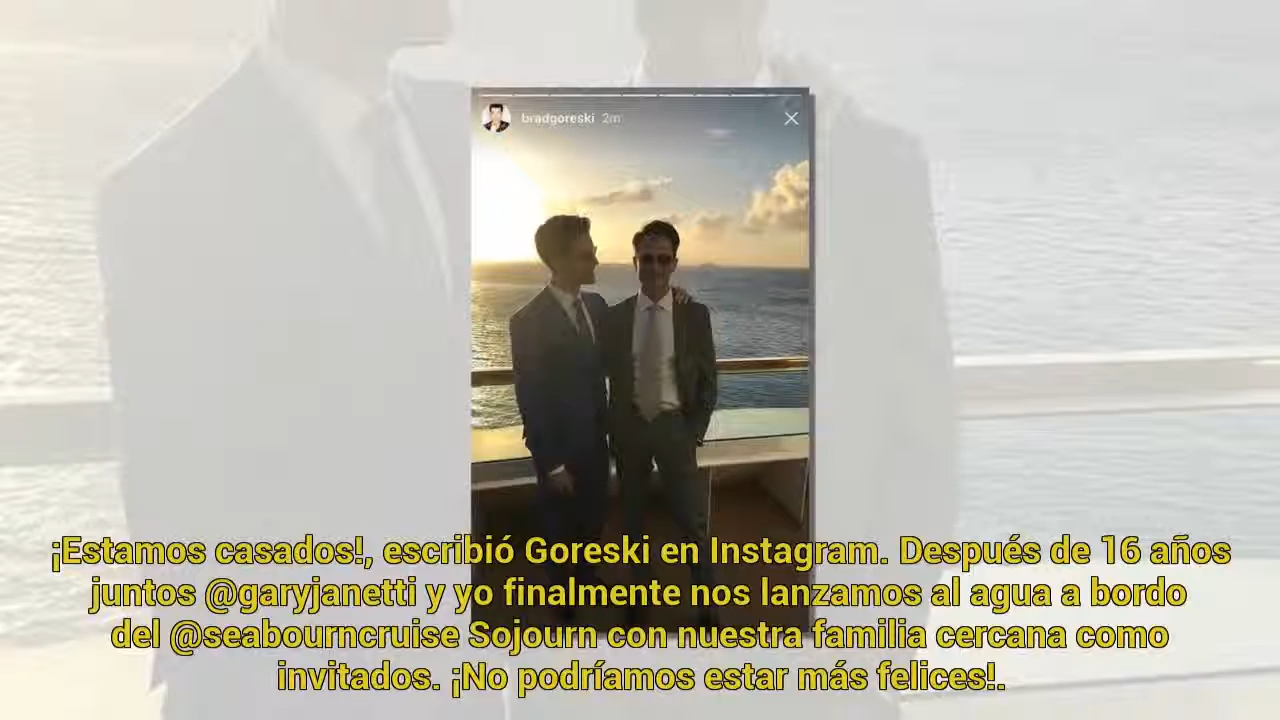 bradgoreski 2m
¡Estamos casados!, escribió Goreski en Instagram. Después de 16 años
juntos @garyjanetti y yo finalmente nos lanzamos al agua a bordo
del @seabourncruise Sojourn con nuestra familia cercana como
invitados. ¡No podríamos estar más felices!.